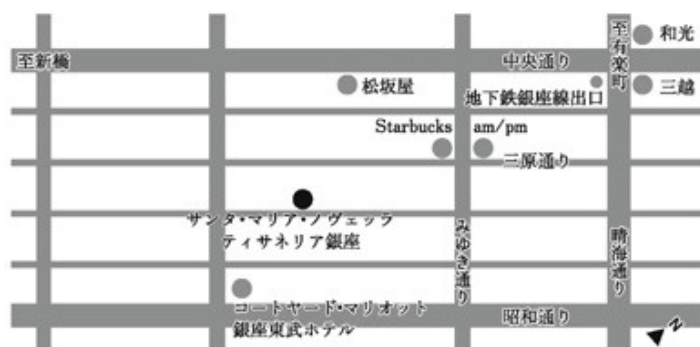 至有楽町
和光
至新橋
中央通り
松坂屋
三越
地下鉄銀座線出口
Starbucks
am/pm
三原通り
サンタ・マリア・ノヴェッラ
ティサネリア銀座
みゆき通り
晴海通り
コートヤード・マリオット
銀座東武ホテル
昭和通り
N